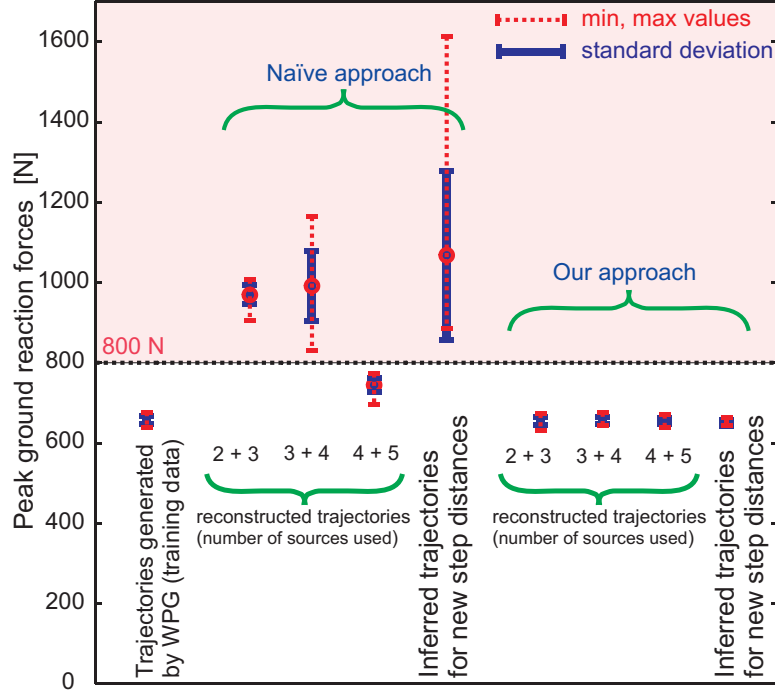 min, max values
standard deviation
Naïve approach
Our approach
Peak ground reaction forces [N]
1600
1400
1200
1000
800
600
400
200
0
800 N
2 + 3
3 + 4
4 + 5
reconstructed trajectories
(number of sources used)
2 + 3
3 + 4
4 + 5
reconstructed trajectories
(number of sources used)
Trajectories generated
by WPG (training data)
Inferred trajectories
for new step distances
Inferred trajectories
for new step distances